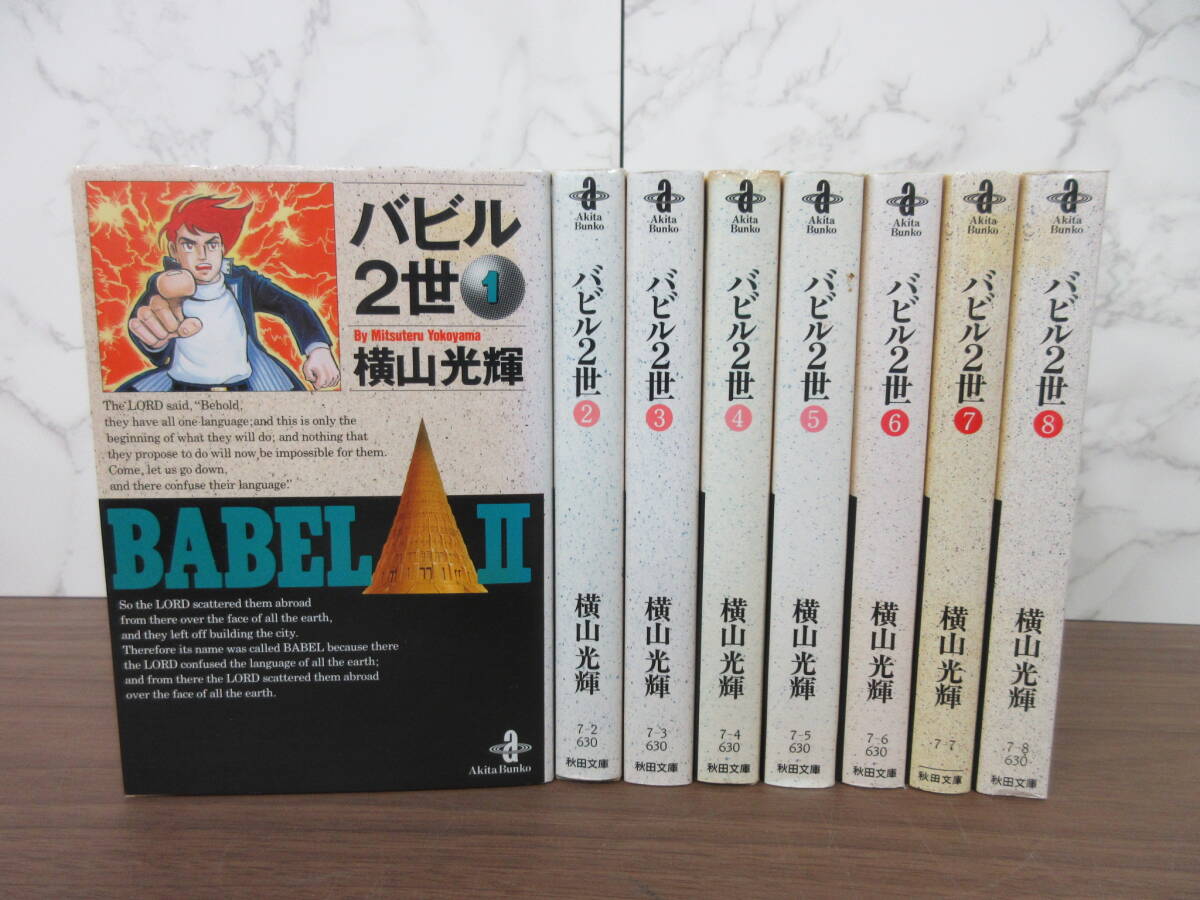 バビル
2世 1
By Mitsuteru Yokoyama
横山光輝
The LORD said, "Behold,
they have all one language; and this is only the
beginning of what they will do; and nothing that
they propose to do will now be impossible for them.
Come, let us go down,
and there confuse their language."
BABEL II
So the LORD scattered them abroad
from there over the face of all the earth,
and they left off building the city.
Therefore its name was called BABEL because there
the LORD confused the language of all the earth;
and from there the LORD scattered them abroad
over the face of all the earth.
a
Akita Bunko
a
Akita
Bunko
バビル2世
2
横山光輝
7-2
630
秋田文庫
a
Akita
Bunko
バビル2世
3
横山光輝
7-3
630
秋田文庫
a
Akita
Bunko
バビル2世
4
横山光輝
7-4
630
秋田文庫
a
Akita
Bunko
バビル2世
5
横山光輝
7-5
630
秋田文庫
a
Akita
Bunko
バビル2世
6
横山光輝
7-6
630
秋田文庫
a
Akita
Bunko
バビル2世
7
横山光輝
7-7
秋田文庫
a
Akita
Bunko
バビル2世
8
横山光輝
7-8
630
秋田文庫